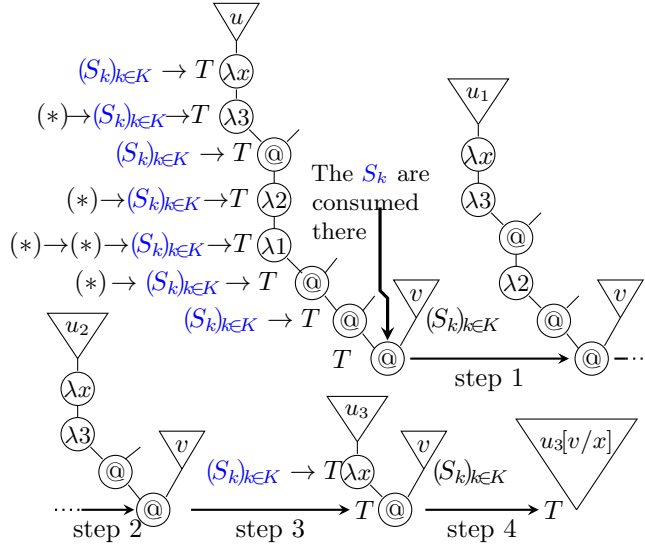 u
(S_k)_{k∈K} → T λx
(∗)→(S_k)_{k∈K}→T λ3
(S_k)_{k∈K} → T @
(∗)→(S_k)_{k∈K}→T λ2
(∗)→(∗)→(S_k)_{k∈K}→T λ1
(∗)→ (S_k)_{k∈K} → T @
(S_k)_{k∈K} → T @
T @
v
(S_k)_{k∈K}
The S_k are
consumed
there
step 1
u_1
λx
λ3
@
λ2
@
v
@
u_2
λx
λ3
@
v
@
step 2
step 3
u_3
(S_k)_{k∈K} → T λx
v
(S_k)_{k∈K}
T @
step 4
u_3[v/x]
T